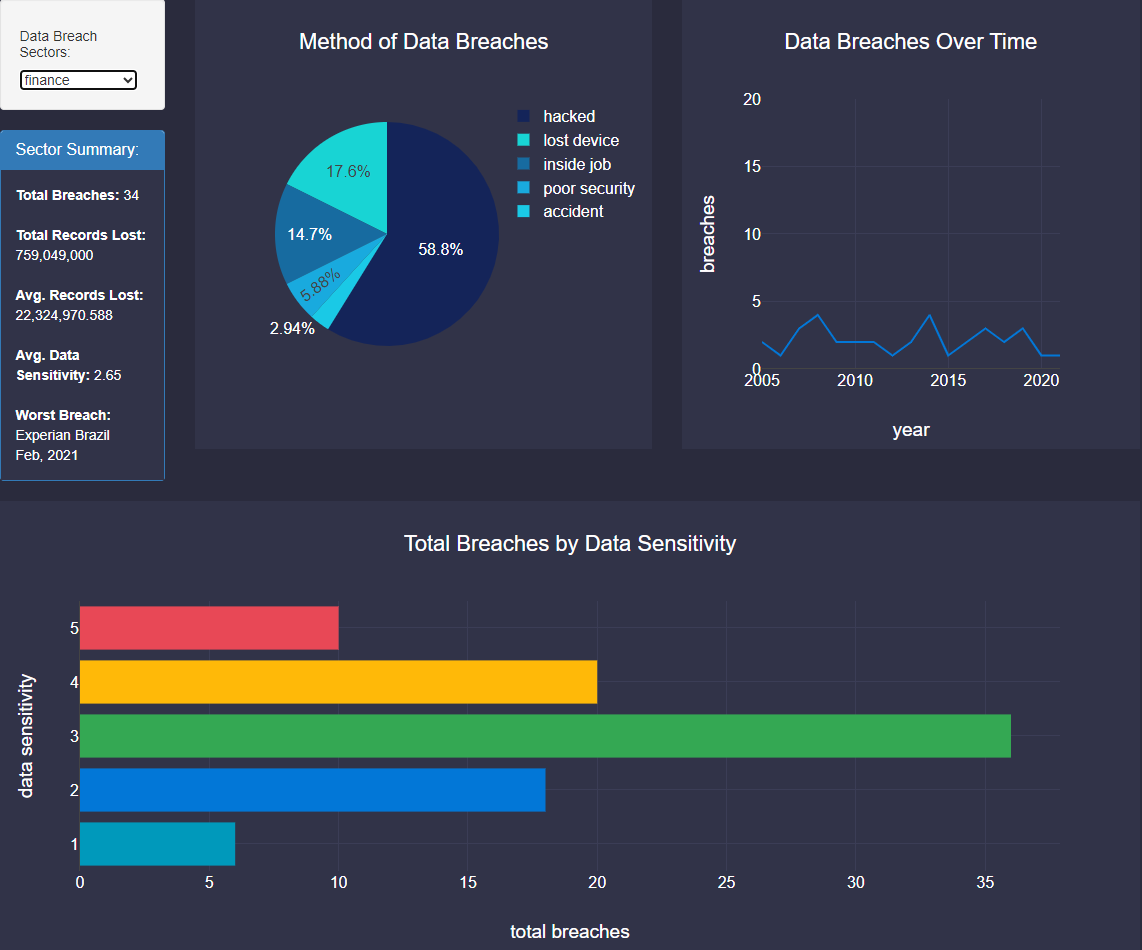 Data Breach
Sectors:
finance
Sector Summary:
Total Breaches: 34
Total Records Lost:
759,049,000
Avg. Records Lost:
22,324,970.588
Avg. Data
Sensitivity: 2.65
Worst Breach:
Experian Brazil
Feb, 2021
Method of Data Breaches
hacked
lost device
inside job
poor security
accident
17.6%
14.7%
58.8%
5.88%
2.94%
Data Breaches Over Time
20
15
10
5
0
breaches
2005
2010
2015
2020
year
Total Breaches by Data Sensitivity
5
4
3
2
1
data sensitivity
0
5
10
15
20
25
30
35
total breaches